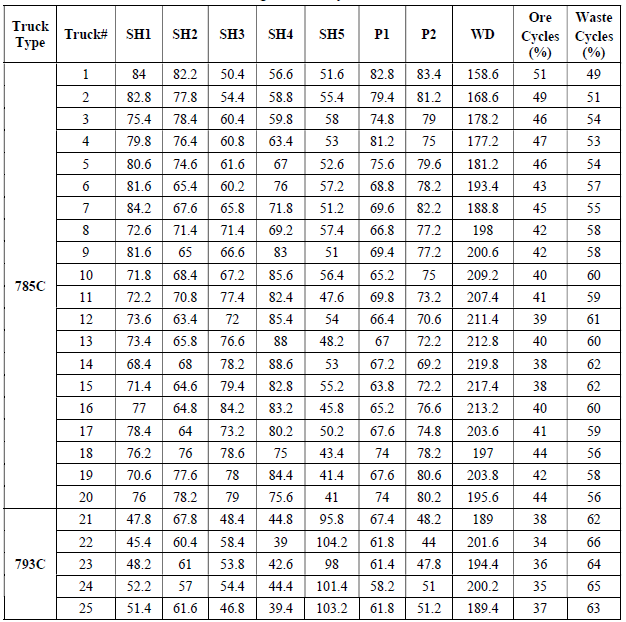 Truck Type Truck# SH1 SH2 SH3 SH4 SH5 P1 P2 WD Ore Cycles (%) Waste Cycles (%)
785C
1 84 82.2 50.4 56.6 51.6 82.8 83.4 158.6 51 49
2 82.8 77.8 54.4 58.8 55.4 79.4 81.2 168.6 49 51
3 75.4 78.4 60.4 59.8 58 74.8 79 178.2 46 54
4 79.8 76.4 60.8 63.4 53 81.2 75 177.2 47 53
5 80.6 74.6 61.6 67 52.6 75.6 79.6 181.2 46 54
6 81.6 65.4 60.2 76 57.2 68.8 78.2 193.4 43 57
7 84.2 67.6 65.8 71.8 51.2 69.6 82.2 188.8 45 55
8 72.6 71.4 71.4 69.2 57.4 66.8 77.2 198 42 58
9 81.6 65 66.6 83 51 69.4 77.2 200.6 42 58
10 71.8 68.4 67.2 85.6 56.4 65.2 75 209.2 40 60
11 72.2 70.8 77.4 82.4 47.6 69.8 73.2 207.4 41 59
12 73.6 63.4 72 85.4 54 66.4 70.6 211.4 39 61
13 73.4 65.8 76.6 88 48.2 67 72.2 212.8 40 60
14 68.4 68 78.2 88.6 53 67.2 69.2 219.8 38 62
15 71.4 64.6 79.4 82.8 55.2 63.8 72.2 217.4 38 62
16 77 64.8 84.2 83.2 45.8 65.2 76.6 213.2 40 60
17 78.4 64 73.2 80.2 50.2 67.6 74.8 203.6 41 59
18 76.2 76 78.6 75 43.4 74 78.2 197 44 56
19 70.6 77.6 78 84.4 41.4 67.6 80.6 203.8 42 58
20 76 78.2 79 75.6 41 74 80.2 195.6 44 56
793C
21 47.8 67.8 48.4 44.8 95.8 67.4 48.2 189 38 62
22 45.4 60.4 58.4 39 104.2 61.8 44 201.6 34 66
23 48.2 61 53.8 42.6 98 61.4 47.8 194.4 36 64
24 52.2 57 54.4 44.4 101.4 58.2 51 200.2 35 65
25 51.4 61.6 46.8 39.4 103.2 61.8 51.2 189.4 37 63